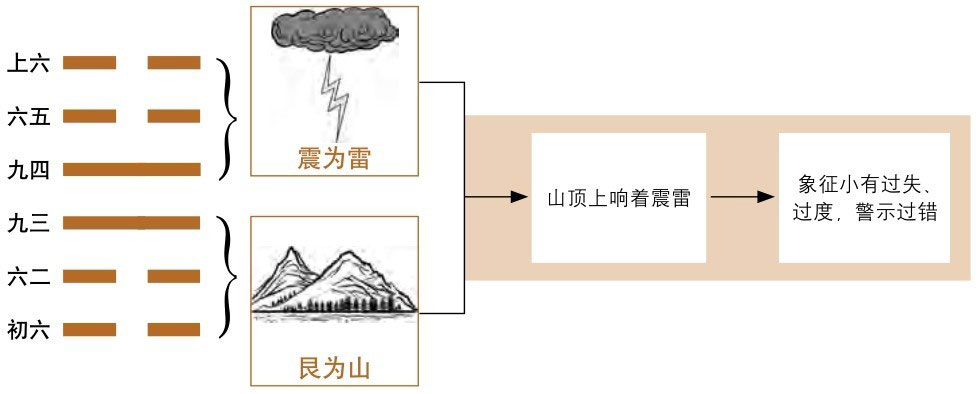 上六
六五
九四
九三
六二
初六
震为雷
艮为山
山顶上响着震雷
象征小有过失、
过度，警示过错